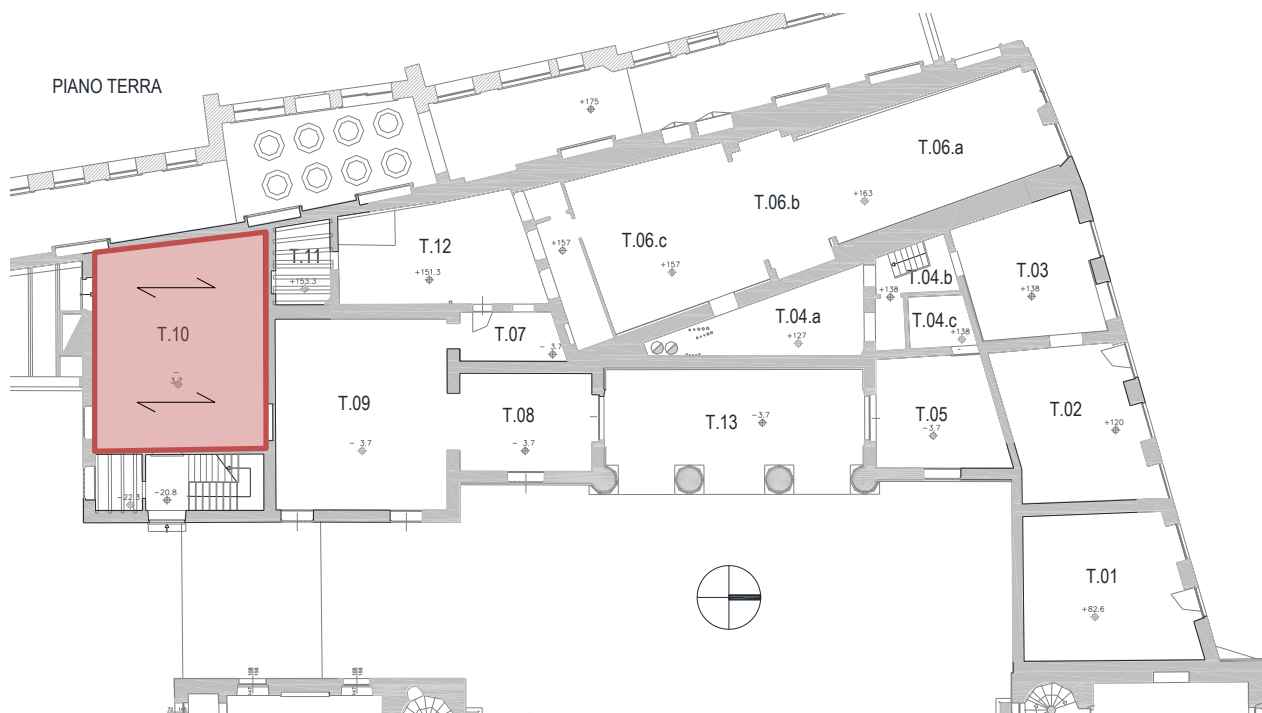 PIANO TERRA
+175
T.06.a
T.06.b
+163
T.06.c
+157
+157
T.12
+151.3
T.11
+153.3
T.10
-
3.7
T.03
+138
T.04.b
+138
T.04.c
+138
T.04.a
+127
T.07
- 3.7
T.09
- 3.7
T.08
- 3.7
T.13
-3.7
T.05
-3.7
T.02
+120
-22.3
-20.8
T.01
+82.6